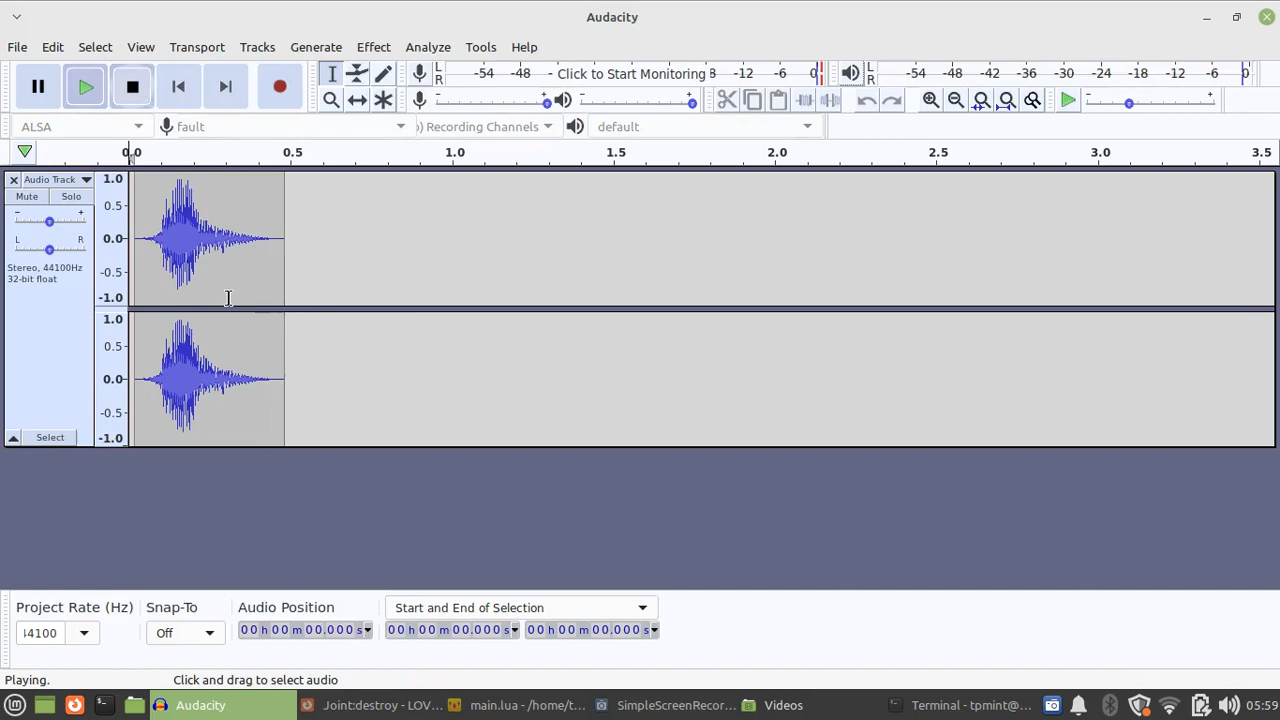 Audacity
File Edit Select View Transport Tracks Generate Effect Analyze Tools Help
L R -54 -48 - Click to Start Monitoring 8 -12 -6 0 L R -54 -48 -42 -36 -30 -24 -18 -12 -6 0
ALSA fault ) Recording Channels default
0.0 0.5 1.0 1.5 2.0 2.5 3.0 3.5
Audio Track
Mute Solo
- +
L R
Stereo, 44100Hz
32-bit float
Select
1.0
0.5
0.0
-0.5
-1.0
1.0
0.5
0.0
-0.5
-1.0
Project Rate (Hz) Snap-To Audio Position Start and End of Selection
44100 Off 00 h 00 m 00.000 s 00 h 00 m 00.000 s 00 h 00 m 00.000 s
Playing. Click and drag to select audio
Audacity Joint:destroy - LOV... main.lua - /home/t... SimpleScreenRecor... Videos Terminal - tpmint@... 05:59